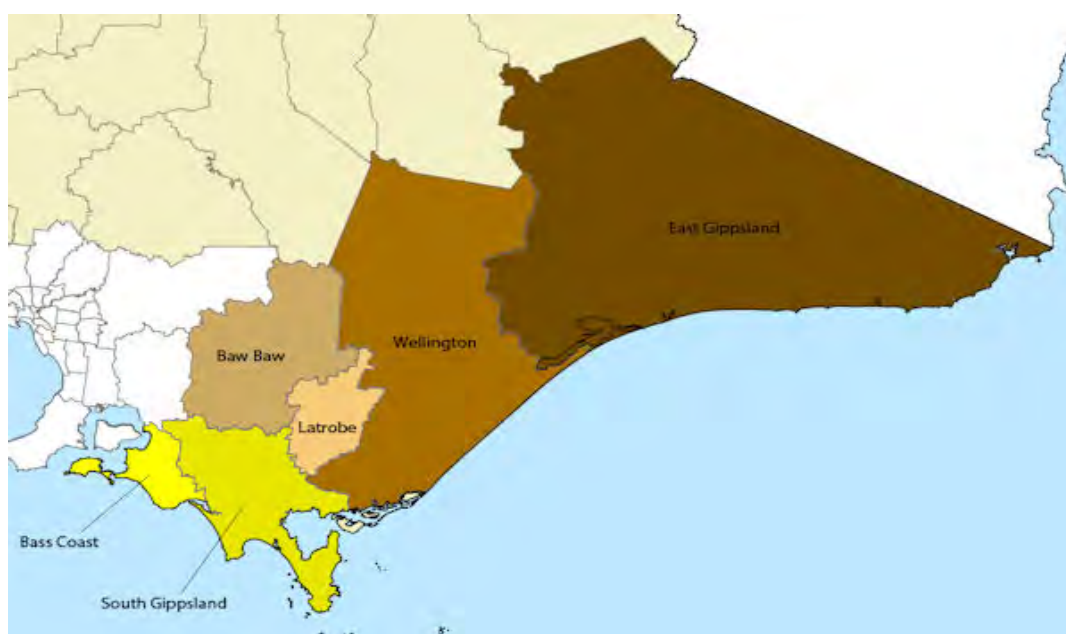 East Gippsland
Wellington
Baw Baw
Latrobe
Bass Coast
South Gippsland